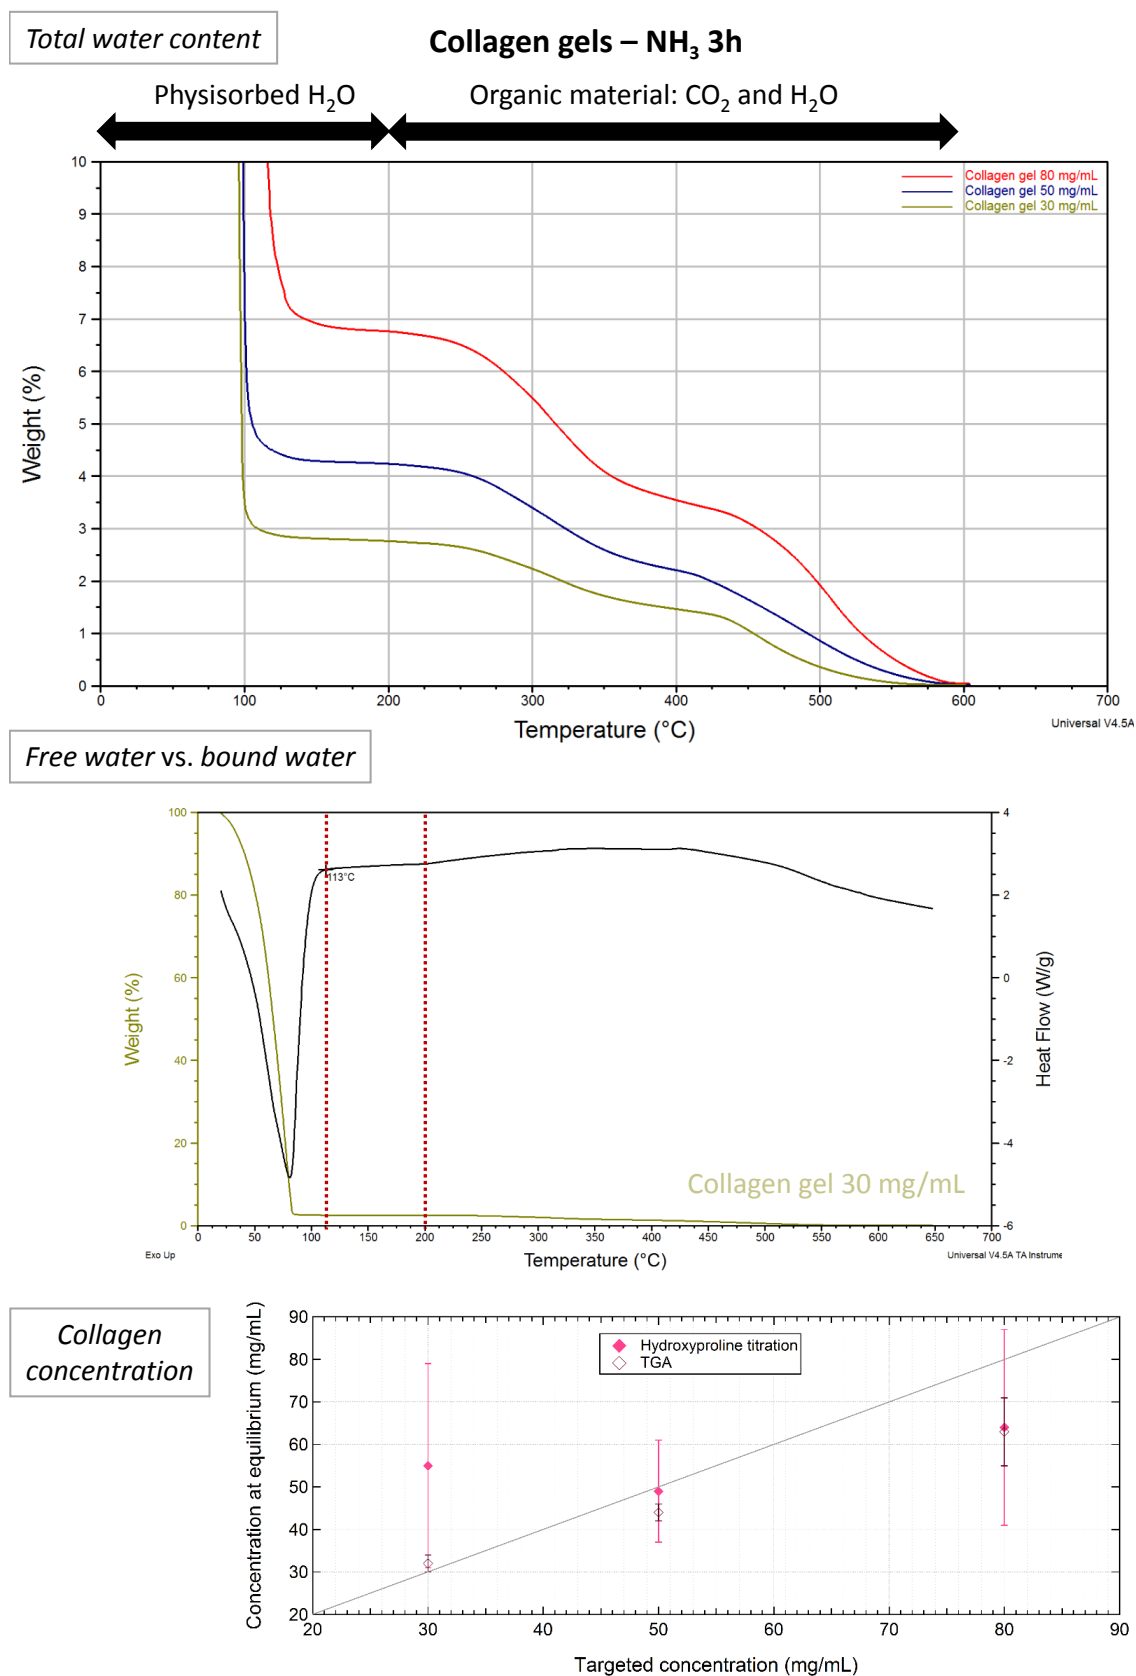 Total water content
Collagen gels – NH₃ 3h
Physisorbed H₂O
Organic material: CO₂ and H₂O
Collagen gel 80 mg/mL
Collagen gel 50 mg/mL
Collagen gel 30 mg/mL
10
9
8
7
6
5
4
3
2
1
0
Weight (%)
0 100 200 300 400 500 600 700
Temperature (°C)
Universal V4.5A
Free water vs. bound water
100
80
60
40
20
0
Weight (%)
113°C
4
2
0
-2
-4
-6
Heat Flow (W/g)
Collagen gel 30 mg/mL
0 50 100 150 200 250 300 350 400 450 500 550 600 650 700
Exo Up
Temperature (°C)
Universal V4.5A TA Instrume
Collagen
concentration
Concentration at equilibrium (mg/mL)
90
80
70
60
50
40
30
20
Hydroxyproline titration
TGA
20 30 40 50 60 70 80 90
Targeted concentration (mg/mL)